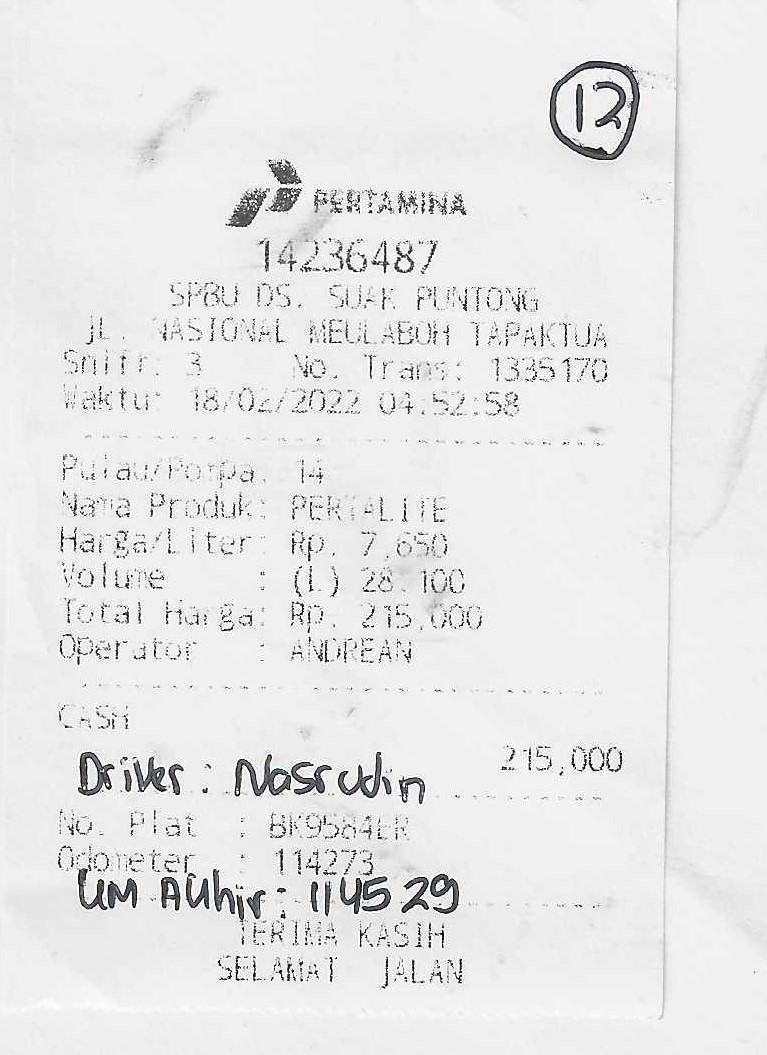 12
PERTAMINA
14236487
SPBU DS. SUAK PUNTONG
JL. NASIONAL MEULABOH TAPAKTUA
Shift: 3 No. Trans: 1335170
Waktu: 18/02/2022 04:52:58
Pulau/Pompa: 14
Nama Produk: PERTALITE
Harga/Liter: Rp. 7,650
Volume : (L) 28.100
Total Harga: Rp. 215,000
Operator : ANDREAN
CASH
215,000
Driver : Nasrudin
No. Plat : BK9584ER
Odometer : 114273
KM AKhir : 114529
TERIMA KASIH
SELAMAT JALAN